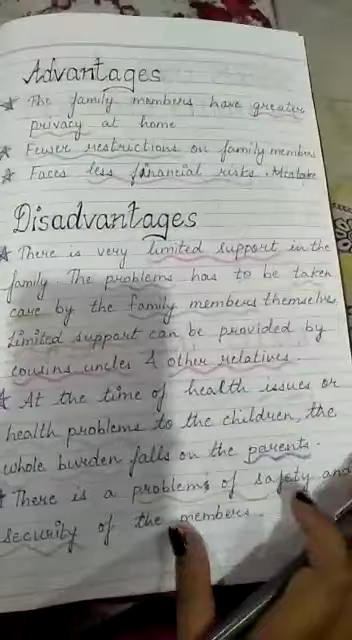 Advantages
★ The family members have greater
privacy at home
★ Fewer restrictions on family members
★ Faces less financial risks. Mistake
Disadvantages
★ There is very limited support in the
family. The problems has to be taken
care by the family members themselves,
Limited support can be provided by
cousins uncles & other relatives.
★ At the time of health issues or
health problems to the children, the
whole burden falls on the parents.
★ There is a problems of safety and
security of the members.